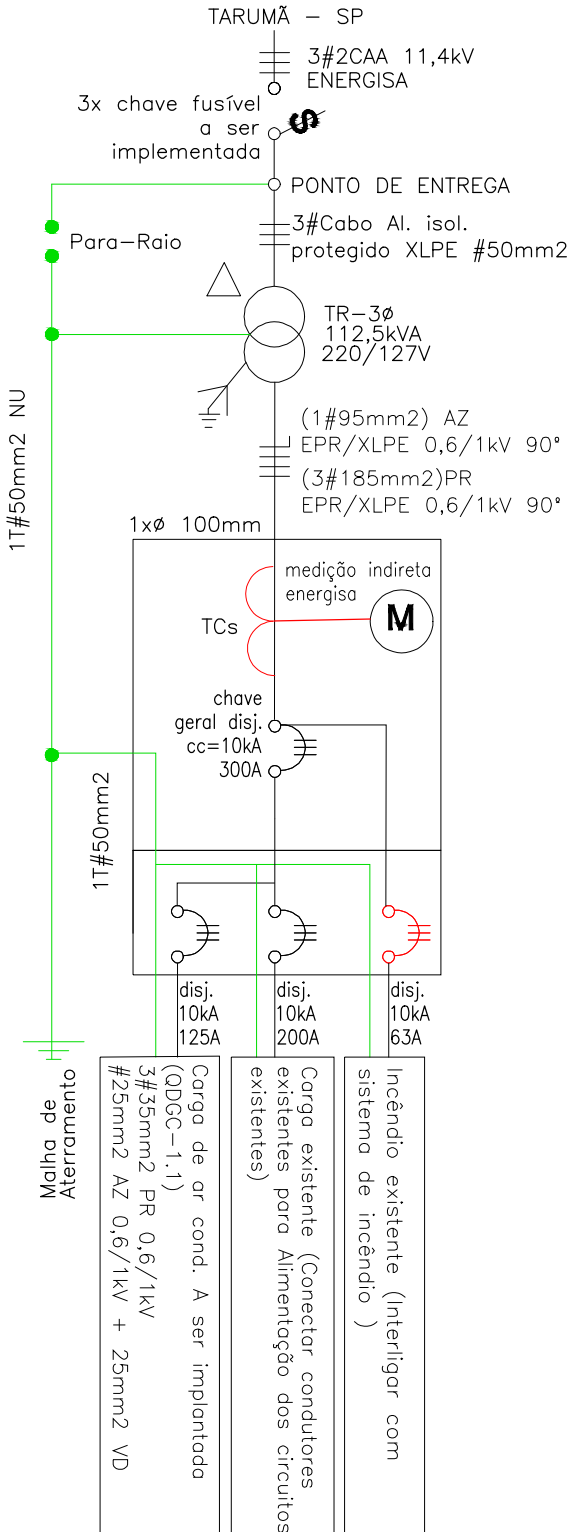 TARUMÃ - SP
3#2CAA 11,4kV
ENERGISA
3x chave fusível
a ser
implementada
S
PONTO DE ENTREGA
3#Cabo Al. isol.
protegido XLPE #50mm2
Para-Raio
TR-3ø
112,5kVA
220/127V
1T#50mm2 NU
(1#95mm2) AZ
EPR/XLPE 0,6/1kV 90°
(3#185mm2)PR
EPR/XLPE 0,6/1kV 90°
1xø 100mm
medição indireta
energisa
TCs
M
chave
geral disj.
cc=10kA
300A
1T#50mm2
disj.
10kA
125A
disj.
10kA
200A
disj.
10kA
63A
Malha de
Aterramento
Carga de ar cond. A ser implantada
(QDGC-1.1)
3#35mm2 PR 0,6/1kV
#25mm2 AZ 0,6/1kV + 25mm2 VD
Carga existente (Conectar condutores
existentes para Alimentação dos circuitos
existentes)
Incêndio existente (Interligar com
sistema de incêndio )